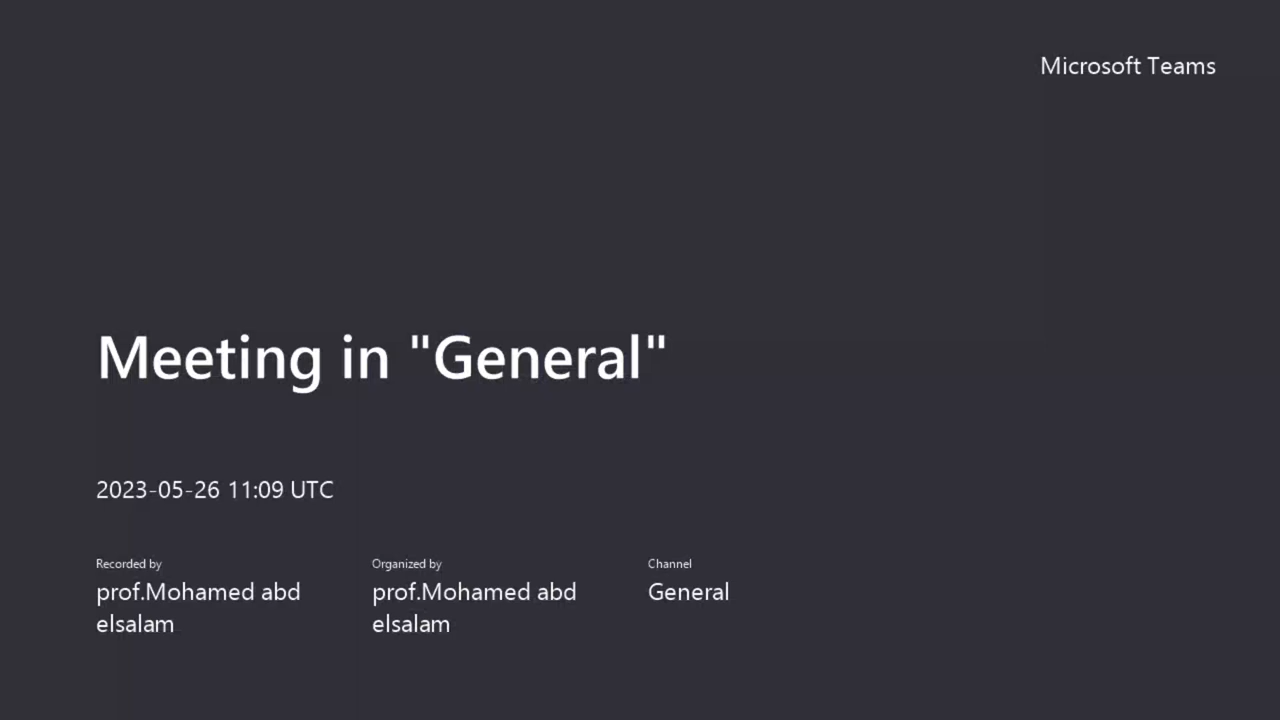 Microsoft Teams
Meeting in "General"
2023-05-26 11:09 UTC
Recorded by
prof.Mohamed abd
elsalam
Organized by
prof.Mohamed abd
elsalam
Channel
General